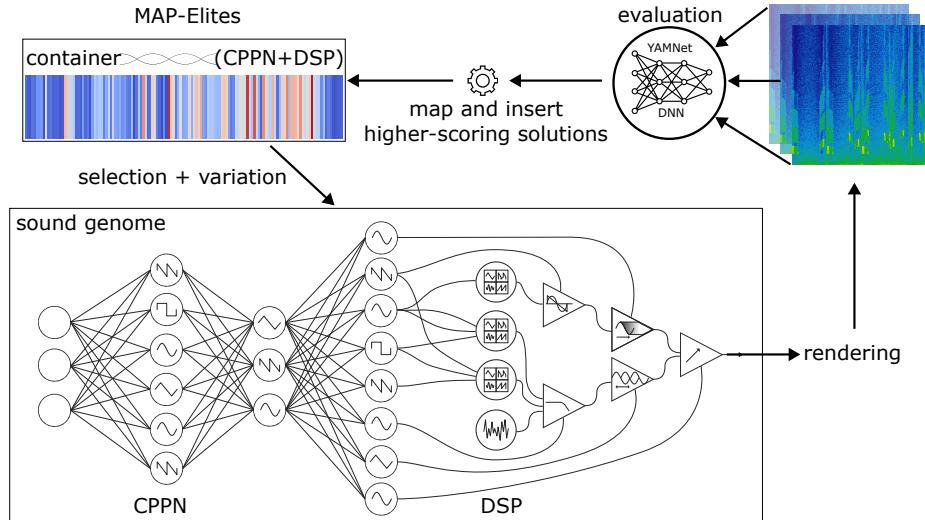 MAP-Elites
container (CPPN+DSP)
evaluation
YAMNet
DNN
map and insert
higher-scoring solutions
selection + variation
sound genome
rendering
CPPN
DSP